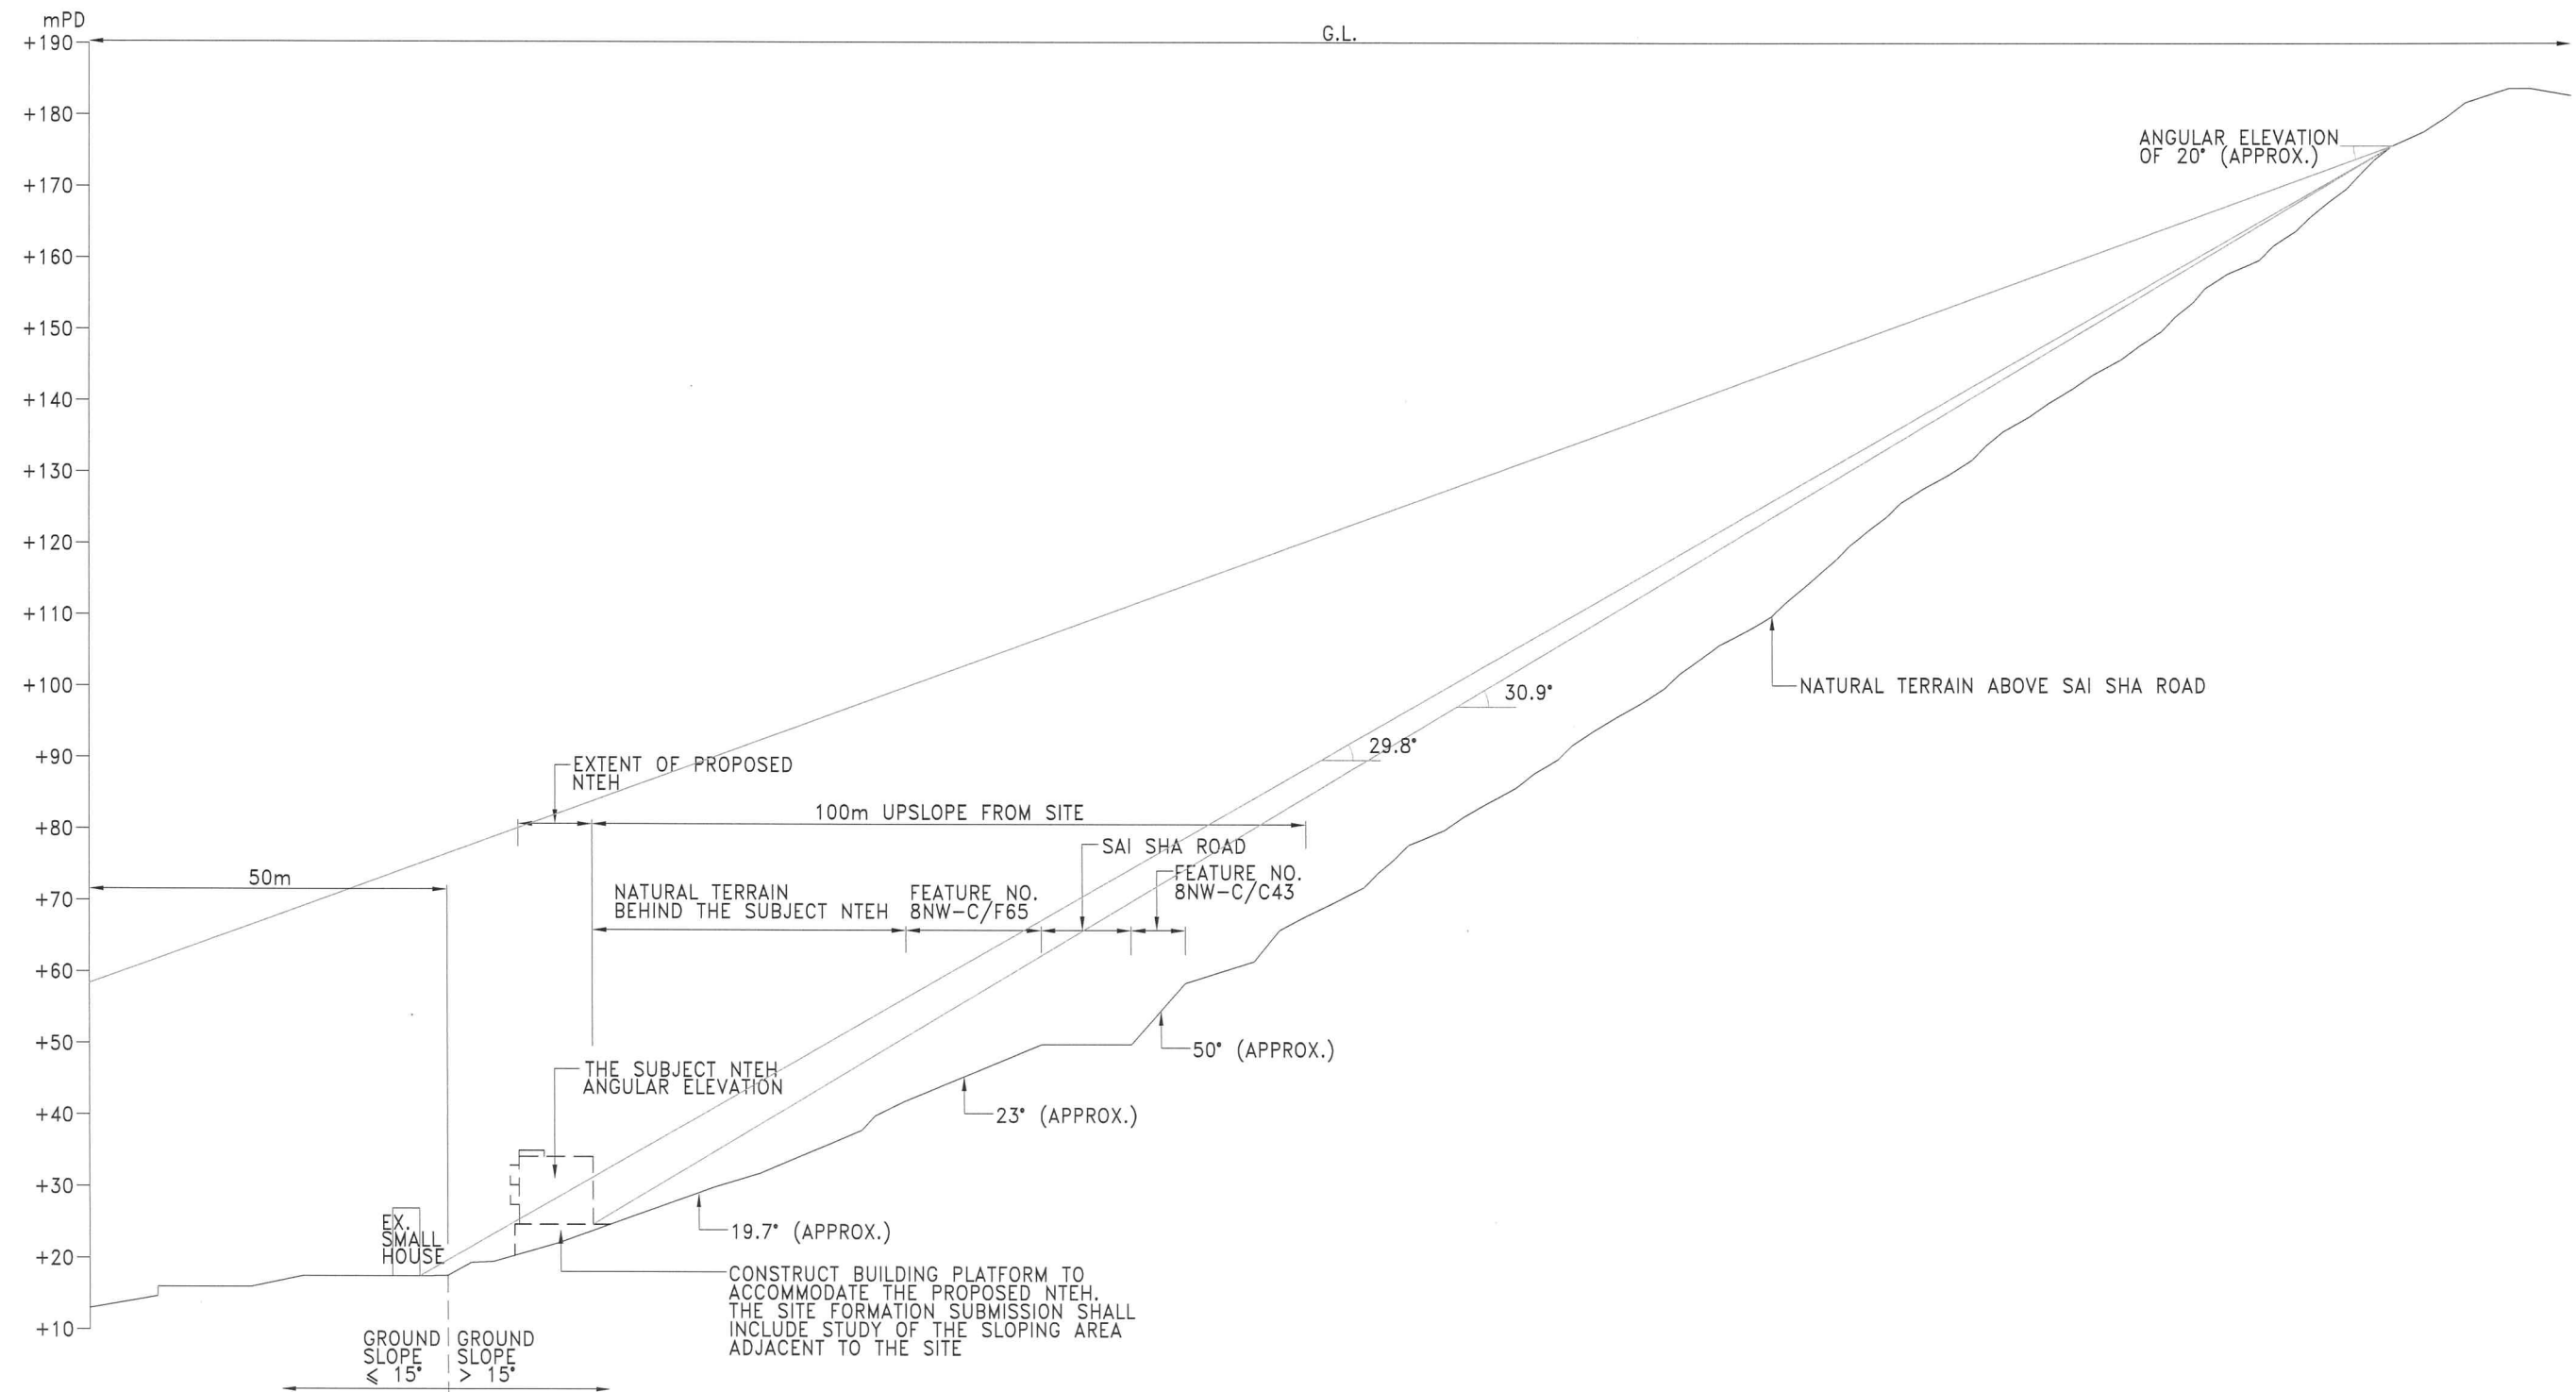 mPD
+190
G.L.
+180
ANGULAR ELEVATION
OF 20° (APPROX.)
+170
+160
+150
+140
+130
+120
+110
+100
NATURAL TERRAIN ABOVE SAI SHA ROAD
30.9°
+90
29.8°
EXTENT OF PROPOSED
NTEH
+80
100m UPSLOPE FROM SITE
SAI SHA ROAD
50m
FEATURE NO.
8NW-C/C43
+70
NATURAL TERRAIN
BEHIND THE SUBJECT NTEH
FEATURE NO.
8NW-C/F65
+60
+50
50° (APPROX.)
THE SUBJECT NTEH
ANGULAR ELEVATION
+40
23° (APPROX.)
+30
19.7° (APPROX.)
EX.
SMALL
HOUSE
+20
CONSTRUCT BUILDING PLATFORM TO
ACCOMMODATE THE PROPOSED NTEH.
THE SITE FORMATION SUBMISSION SHALL
INCLUDE STUDY OF THE SLOPING AREA
ADJACENT TO THE SITE
+10
GROUND
SLOPE
≤ 15°
GROUND
SLOPE
> 15°